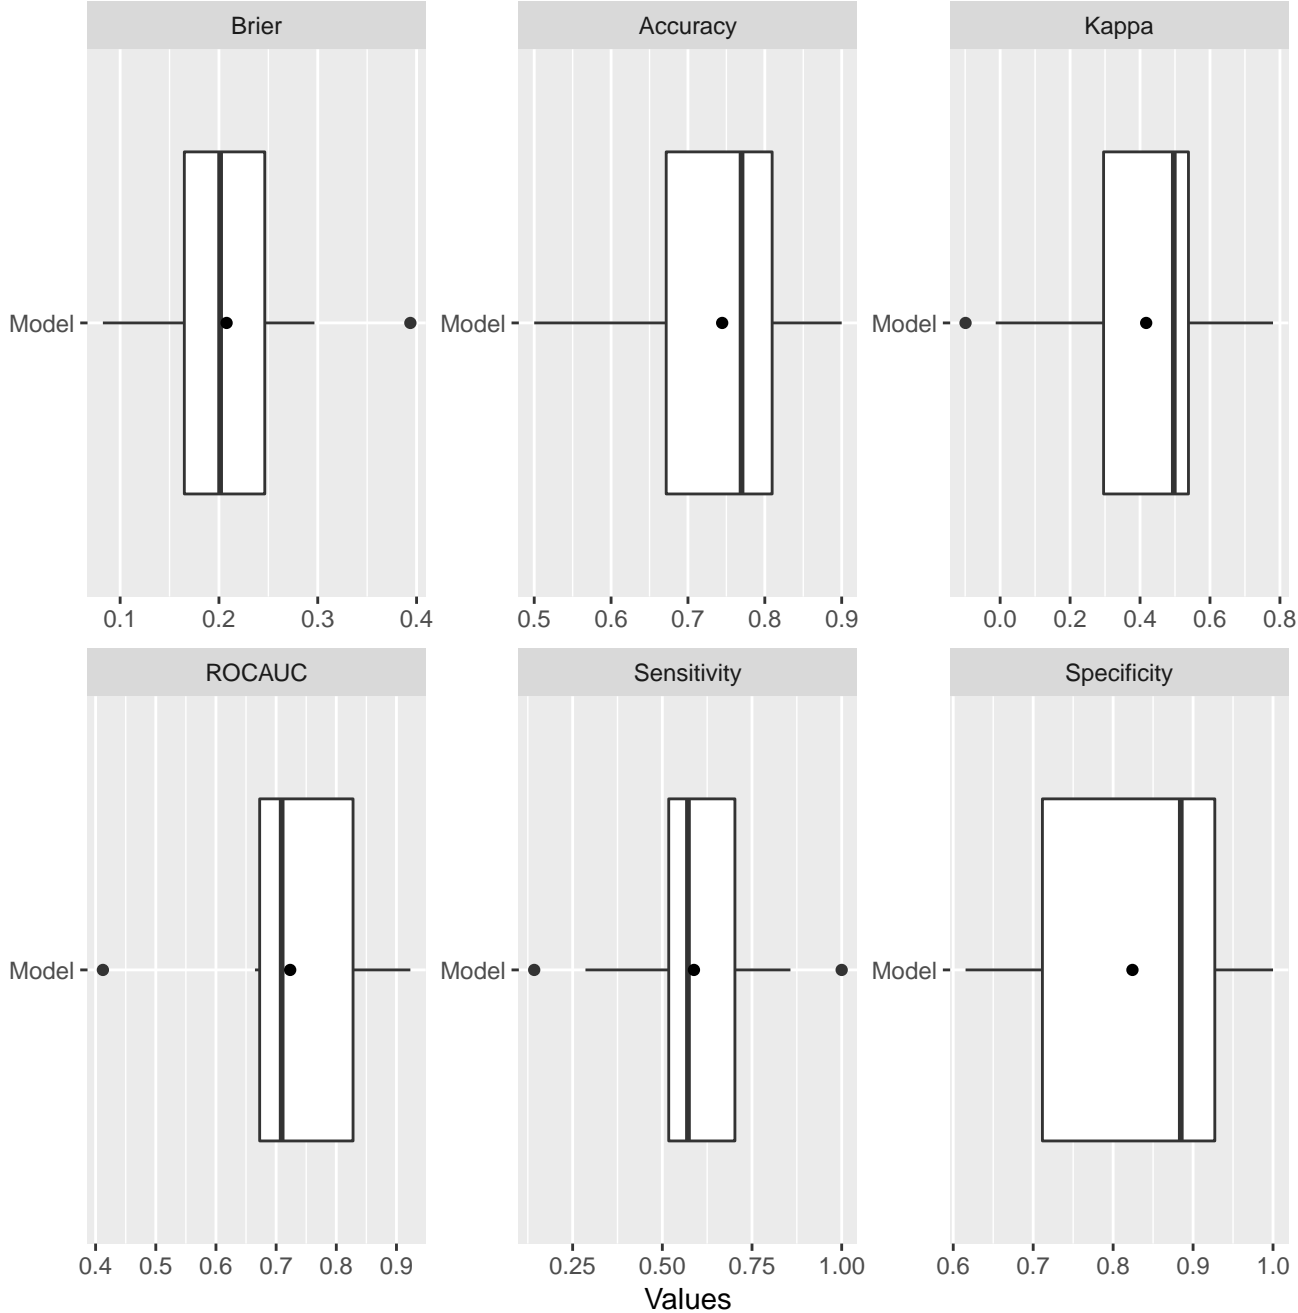 Brier Accuracy Kappa
Model Model Model
0.1 0.2 0.3 0.4 0.5 0.6 0.7 0.8 0.9 0.0 0.2 0.4 0.6 0.8
ROCAUC Sensitivity Specificity
Model Model Model
0.4 0.5 0.6 0.7 0.8 0.9 0.25 0.50 0.75 1.00 0.6 0.7 0.8 0.9 1.0
Values